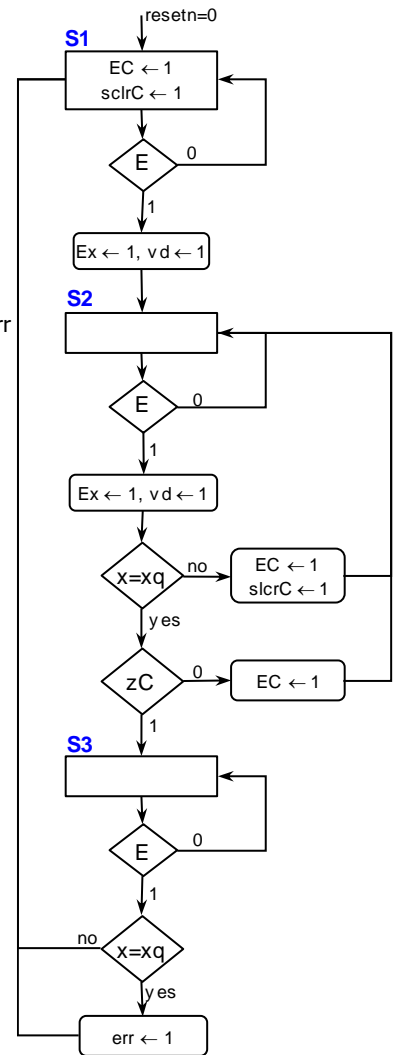 resetn=0
S1
EC ← 1
sclrC ← 1
E
0
1
Ex ← 1, vd ← 1
S2
rr
E
0
1
Ex ← 1, vd ← 1
x=xq
no
EC ← 1
slcrC ← 1
yes
zC
0
EC ← 1
1
S3
E
0
1
no
x=xq
yes
err ← 1